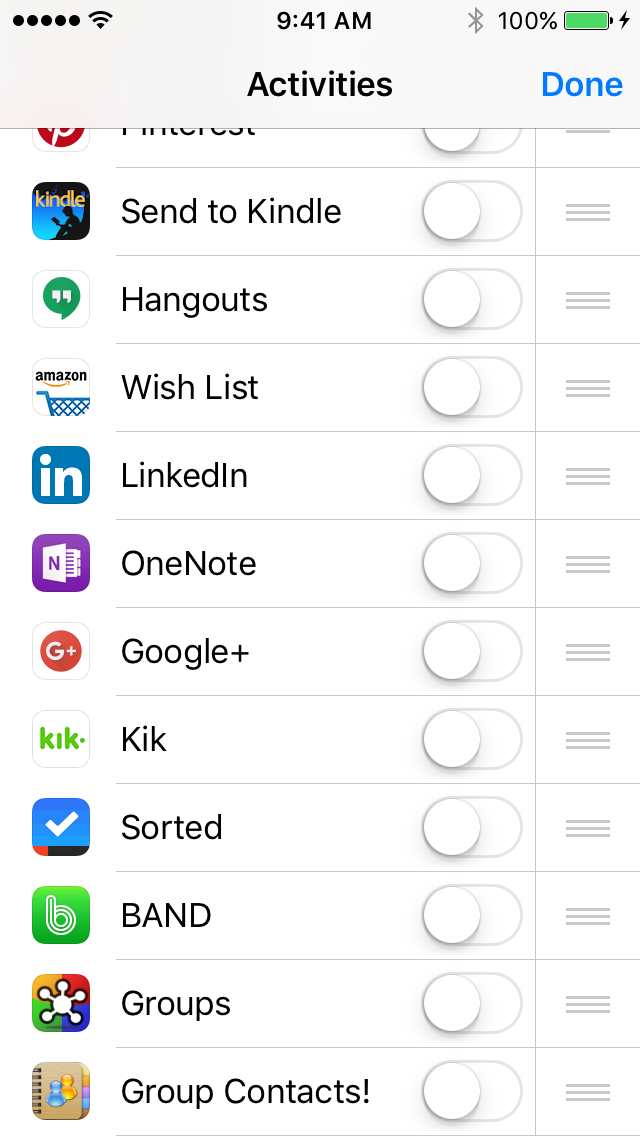 9:41 AM 100%
Activities Done
Pinterest
kindle Send to Kindle
Hangouts
amazon Wish List
in LinkedIn
N OneNote
G+ Google+
kik. Kik
Sorted
b BAND
Groups
Group Contacts!